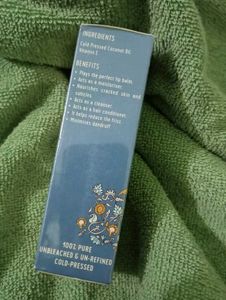 INGREDIENTS
Cold Pressed Coconut Oil
Vitamin E
BENEFITS
• Plays the perfect lip balm.
• Acts as a moisturiser
• Nourishes cracked skin and
cuticles
• Acts as a cleanser
• Acts as a hair conditioner
• It helps reduce the frizz
• Minimises dandruff
100% PURE
UNBLEACHED & UN-REFINED
COLD-PRESSED